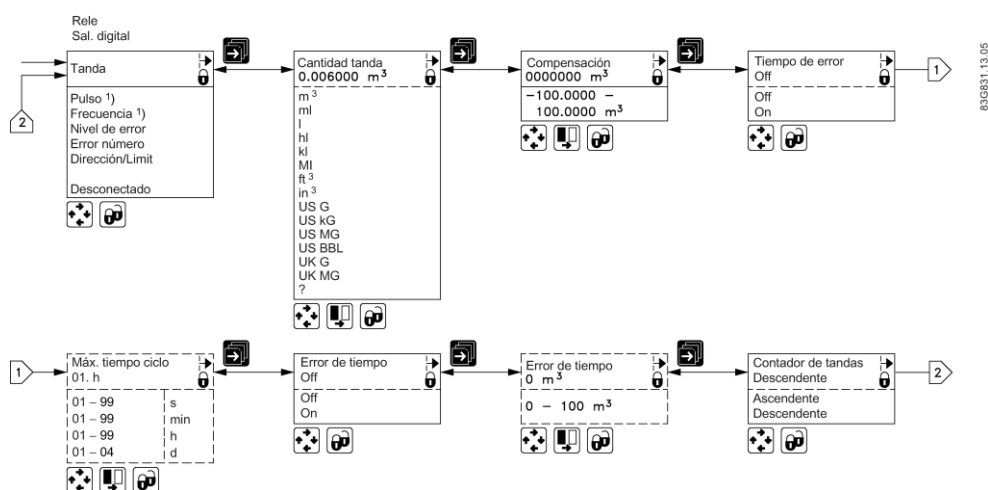 Rele
Sal. digital
Tanda
Pulso 1)
Frecuencia 1)
Nivel de error
Error número
Dirección/Limit
Desconectado
2
Cantidad tanda
0.006000 m³
m³
ml
l
hl
kl
Ml
ft³
in³
US G
US kG
US MG
US BBL
UK G
UK MG
?
Compensación
0000000 m³
−100.0000 −
100.0000 m³
Tiempo de error
Off
Off
On
1
83G831.13.05
1
Máx. tiempo ciclo
01. h
01 – 99 s
01 – 99 min
01 – 99 h
01 – 04 d
Error de tiempo
Off
Off
On
Error de tiempo
0 m³
0 – 100 m³
Contador de tandas
Descendente
Ascendente
Descendente
2